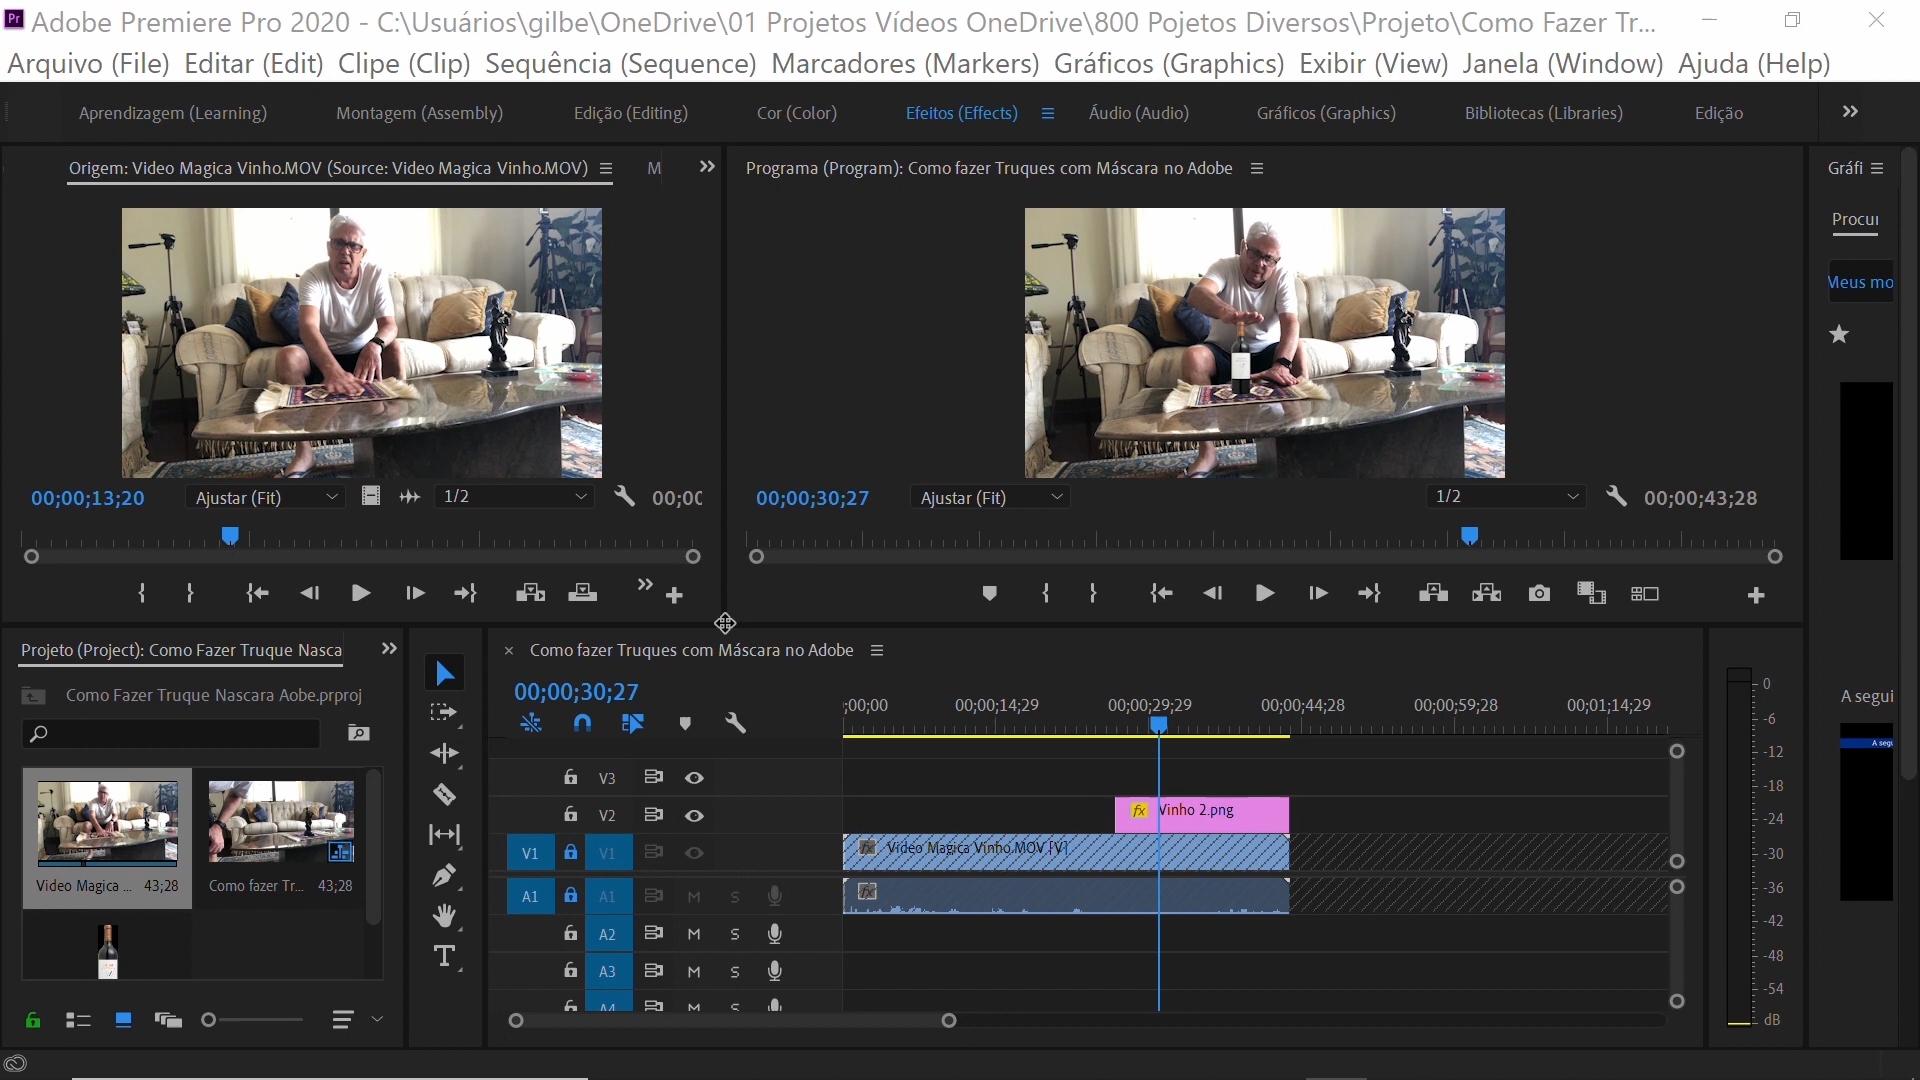 Pr Adobe Premiere Pro 2020 - C:\Usuários\gilbe\OneDrive\01 Projetos Vídeos OneDrive\800 Pojetos Diversos\Projeto\Como Fazer Tr...
Arquivo (File) Editar (Edit) Clipe (Clip) Sequência (Sequence) Marcadores (Markers) Gráficos (Graphics) Exibir (View) Janela (Window) Ajuda (Help)
Aprendizagem (Learning) Montagem (Assembly) Edição (Editing) Cor (Color) Efeitos (Effects) Áudio (Audio) Gráficos (Graphics) Bibliotecas (Libraries) Edição
Origem: Video Magica Vinho.MOV (Source: Video Magica Vinho.MOV) M
Programa (Program): Como fazer Truques com Máscara no Adobe
Gráfi
Procur
Meus mo
00;00;13;20 Ajustar (Fit) 1/2 00;00
00;00;30;27 Ajustar (Fit) 1/2 00;00;43;28
Projeto (Project): Como Fazer Truque Nasca
Como Fazer Truque Nascara Aobe.prproj
Video Magica ... 43;28
Como fazer Tr... 43;28
× Como fazer Truques com Máscara no Adobe
00;00;30;27
;00;00 00;00;14;29 00;00;29;29 00;00;44;28 00;00;59;28 00;01;14;29
V3
V2 fx Vinho 2.png
V1 V1 fx Video Magica Vinho.MOV [V]
A1 A1 M S fx
A2 M S
A3 M S
A4 M S
T
0
-6
-12
-18
-24
-30
-36
-42
-48
-54
dB
A segui
A segu